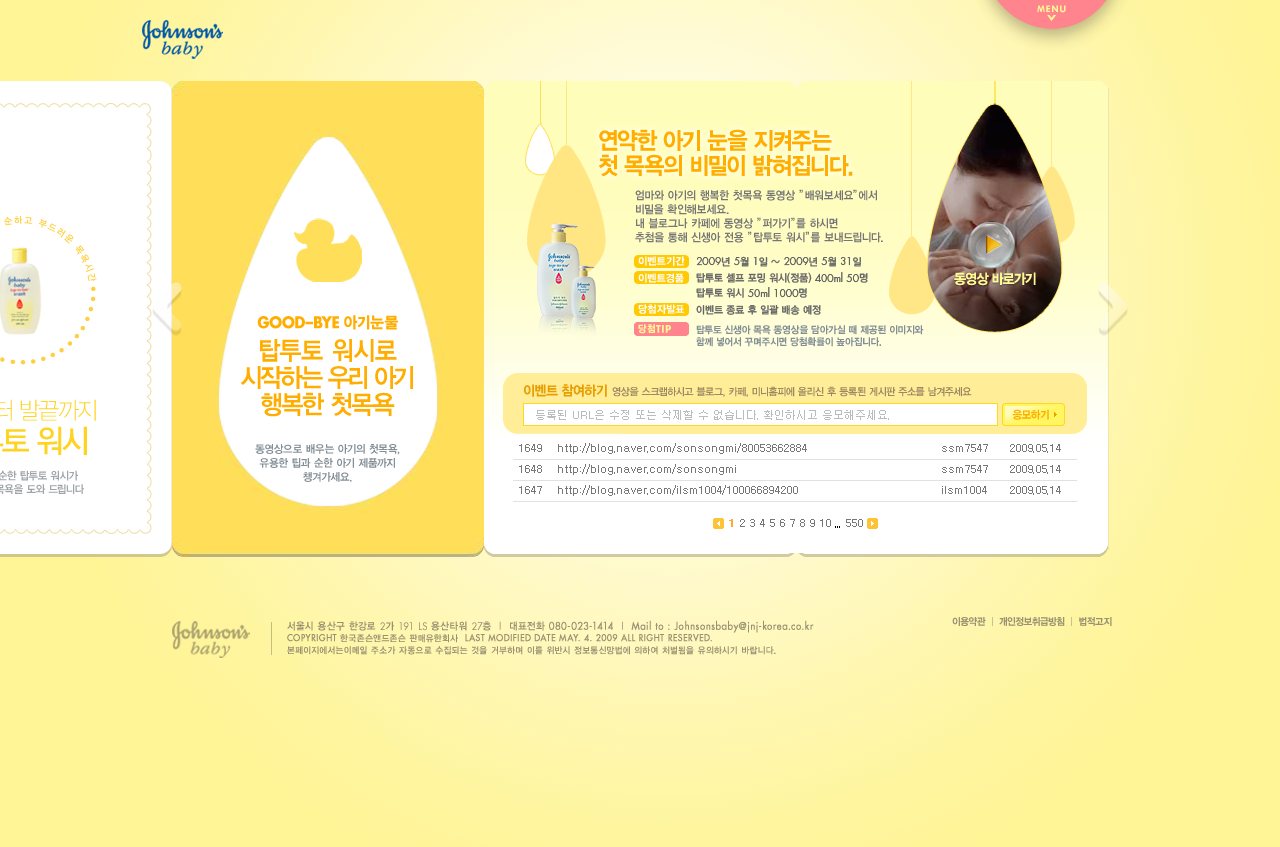 Johnson's
baby
MENU
순하고 부드러운 목욕시간
발끝까지
토 워시
순한 탑투토 워시가
목욕을 도와 드립니다
GOOD-BYE 아기눈물
탑투토 워시로
시작하는 우리 아기
행복한 첫목욕
동영상으로 배우는 아기의 첫목욕,
유용한 팁과 순한 아기 제품까지
챙겨가세요.
연약한 아기 눈을 지켜주는
첫 목욕의 비밀이 밝혀집니다.
엄마와 아기의 행복한 첫목욕 동영상 "배워보세요"에서
비밀을 확인해보세요.
내 블로그나 카페에 동영상 "퍼가기"를 하시면
추첨을 통해 신생아 전용 "탑투토 워시"를 보내드립니다.
이벤트기간 2009년 5월 1일 ~ 2009년 5월 31일
이벤트경품 탑투토 셀프 포밍 워시(정품) 400ml 50명
탑투토 워시 50ml 1000명
당첨자발표 이벤트 종료 후 일괄 배송 예정
당첨TIP 탑투토 신생아 목욕 동영상을 담아가실 때 제공된 이미지와
함께 넣어서 꾸며주시면 당첨확률이 높아집니다.
동영상 바로가기
이벤트 참여하기 영상을 스크랩하시고 블로그, 카페, 미니홈피에 올리신 후 등록된 게시판 주소를 남겨주세요
등록된 URL은 수정 또는 삭제할 수 없습니다. 확인하시고 응모해주세요.
응모하기
1649 http://blog.naver.com/sonsongmi/80053662884 ssm7547 2009.05.14
1648 http://blog.naver.com/sonsongmi ssm7547 2009.05.14
1647 http://blog.naver.com/ilsm1004/100066894200 ilsm1004 2009.05.14
1 2 3 4 5 6 7 8 9 10 ... 550
Johnson's
baby
서울시 용산구 한강로 2가 191 LS 용산타워 27층 | 대표전화 080-023-1414 | Mail to : Johnsonsbaby@jnj-korea.co.kr
COPYRIGHT 한국존슨앤드존슨 판매유한회사 LAST MODIFIED DATE MAY. 4. 2009 ALL RIGHT RESERVED.
본페이지에서는이메일 주소가 자동으로 수집되는 것을 거부하며 이를 위반시 정보통신망법에 의하여 처벌됨을 유의하시기 바랍니다.
이용약관 | 개인정보취급방침 | 법적고지